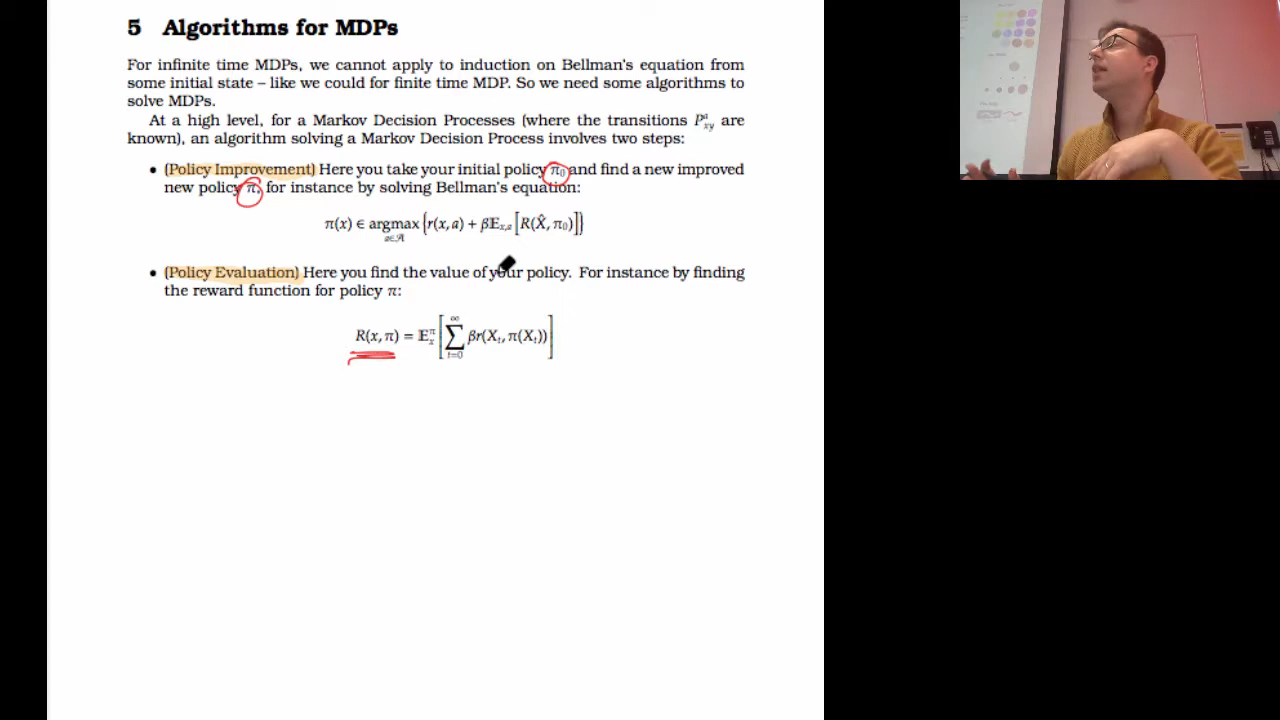 5 Algorithms for MDPs
For infinite time MDPs, we cannot apply to induction on Bellman's equation from
some initial state – like we could for finite time MDP. So we need some algorithms to
solve MDPs.
At a high level, for a Markov Decision Processes (where the transitions P^a_{xy} are
known), an algorithm solving a Markov Decision Process involves two steps:
• (Policy Improvement) Here you take your initial policy π₀ and find a new improved
new policy π, for instance by solving Bellman's equation:
π(x) ∈ argmax_{a∈𝒜} {r(x, a) + β𝔼_{x,a} [R(X̂, π₀)]}
• (Policy Evaluation) Here you find the value of your policy. For instance by finding
the reward function for policy π:
R(x, π) = 𝔼^π_x [∑_{t=0}^{∞} βr(X_t, π(X_t))]